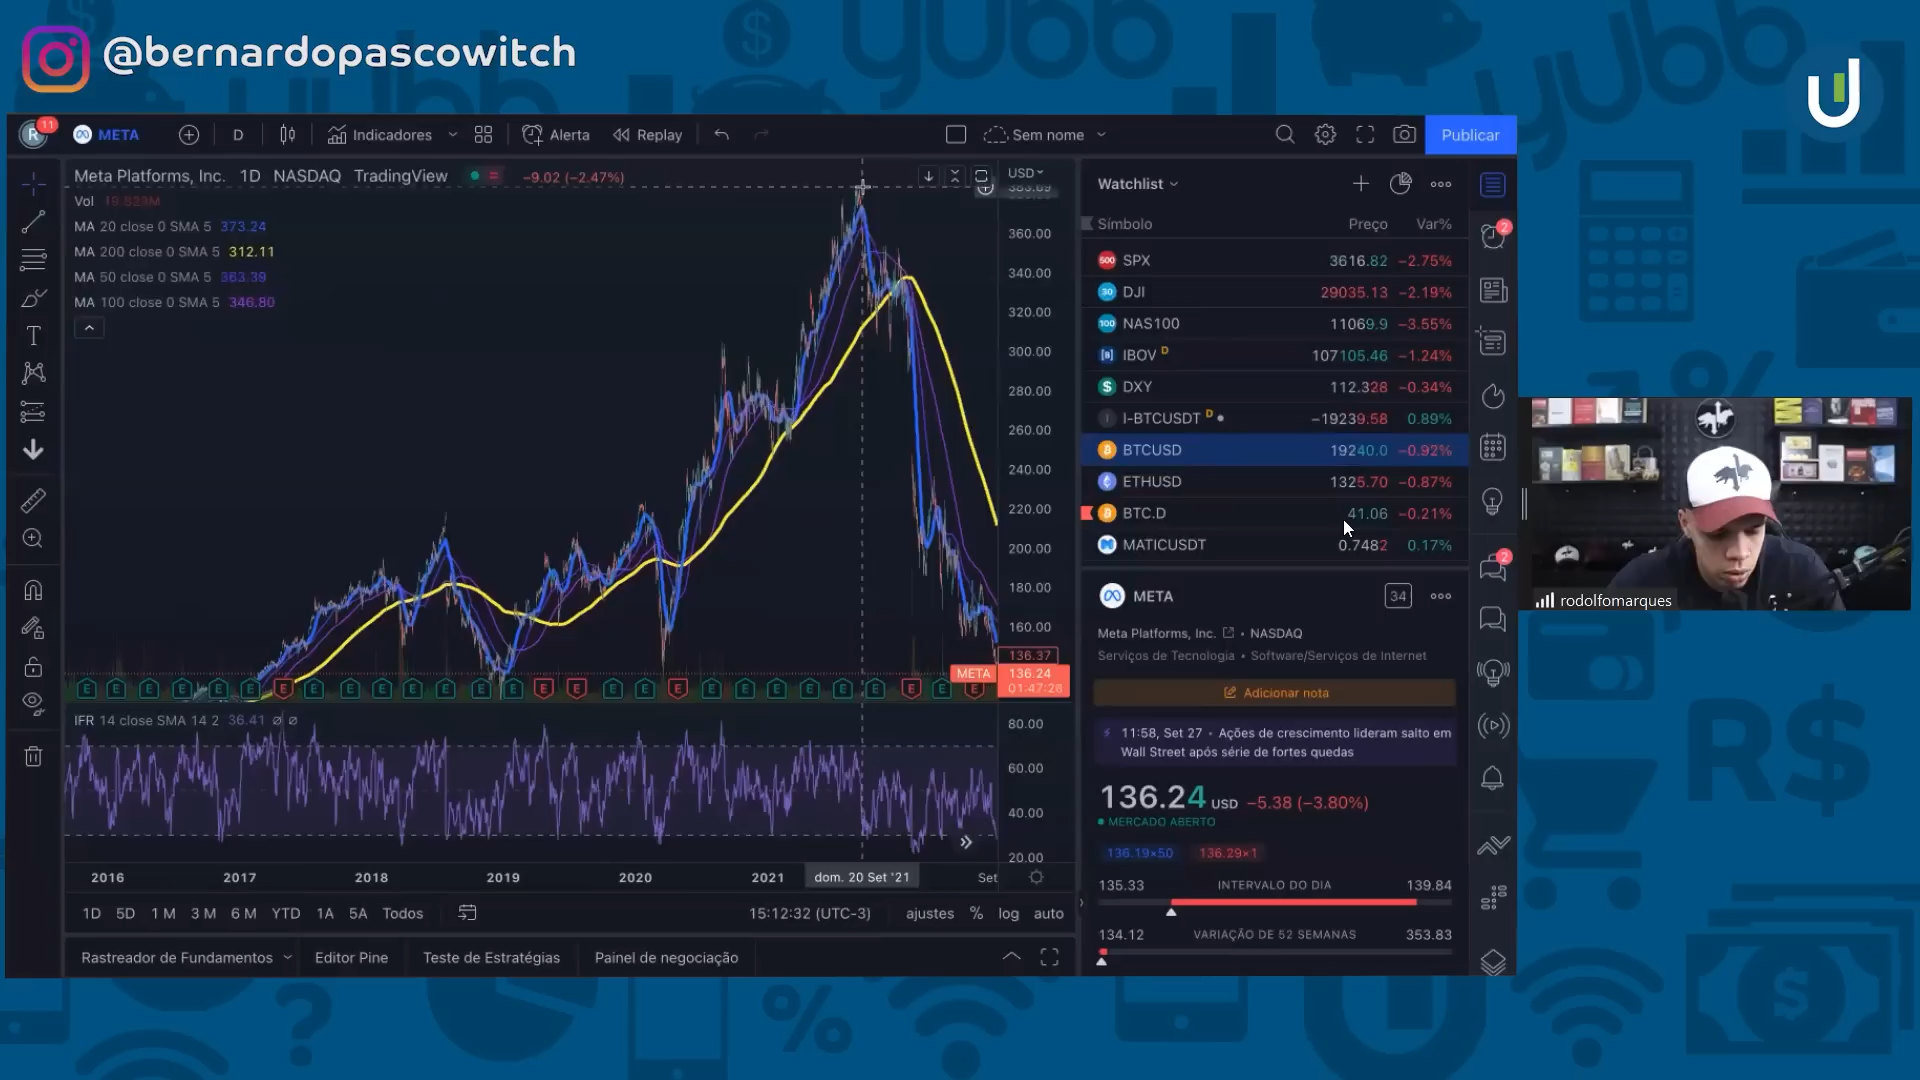 @bernardopascowitch
yubb
yubb
R 11
META
D
Indicadores
Alerta
Replay
Sem nome
Publicar
Meta Platforms, Inc. 1D NASDAQ TradingView −9.02 (−2.47%)
USD
Vol 19.823M
MA 20 close 0 SMA 5 373.24
MA 200 close 0 SMA 5 312.11
MA 50 close 0 SMA 5 363.39
MA 100 close 0 SMA 5 346.80
383.69
360.00
340.00
320.00
300.00
280.00
260.00
240.00
220.00
200.00
180.00
160.00
136.37
META 136.24
01:47:28
IFR 14 close SMA 14 2 36.41 ∅ ∅
80.00
60.00
40.00
20.00
2016 2017 2018 2019 2020 2021 dom. 20 Set '21 Set
1D 5D 1 M 3 M 6 M YTD 1A 5A Todos
15:12:32 (UTC-3) ajustes % log auto
Rastreador de Fundamentos Editor Pine Teste de Estratégias Painel de negociação
Watchlist
Símbolo Preço Var%
500 SPX 3616.82 −2.75%
30 DJI 29035.13 −2.19%
100 NAS100 11069.9 −3.55%
IBOV D 107105.46 −1.24%
$ DXY 112.328 −0.34%
I-BTCUSDT D −19239.58 0.89%
BTCUSD 19240.0 −0.92%
ETHUSD 1325.70 −0.87%
BTC.D 41.06 −0.21%
MATICUSDT 0.7482 0.17%
META 34
Meta Platforms, Inc. • NASDAQ
Serviços de Tecnologia • Software/Serviços de Internet
Adicionar nota
11:58, Set 27 • Ações de crescimento lideram salto em
Wall Street após série de fortes quedas
136.24 USD −5.38 (−3.80%)
MERCADO ABERTO
136.19×50 136.29×1
135.33 INTERVALO DO DIA 139.84
134.12 VARIAÇÃO DE 52 SEMANAS 353.83
2
2
rodolfomarques
%
R$
%
?
$